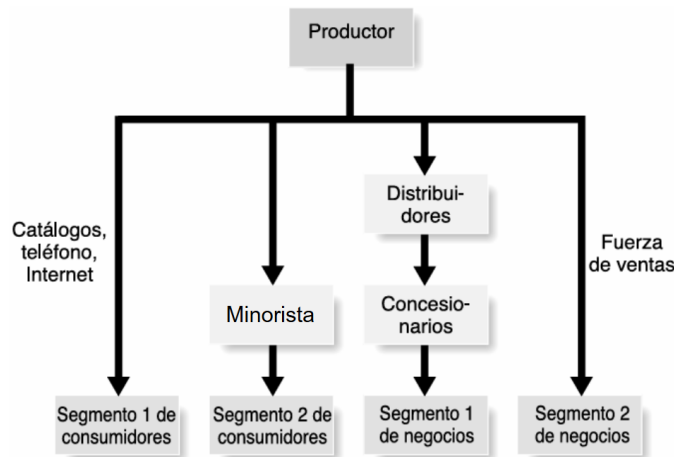 Productor
Distribui-
dores
Catálogos,
teléfono,
Internet
Fuerza
de ventas
Minorista
Concesio-
narios
Segmento 1 de
consumidores
Segmento 2 de
consumidores
Segmento 1
de negocios
Segmento 2
de negocios